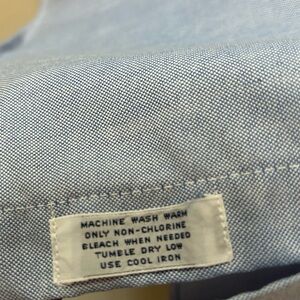 MACHINE WASH WARM
ONLY NON-CHLORINE
BLEACH WHEN NEEDED
TUMBLE DRY LOW
USE COOL IRON